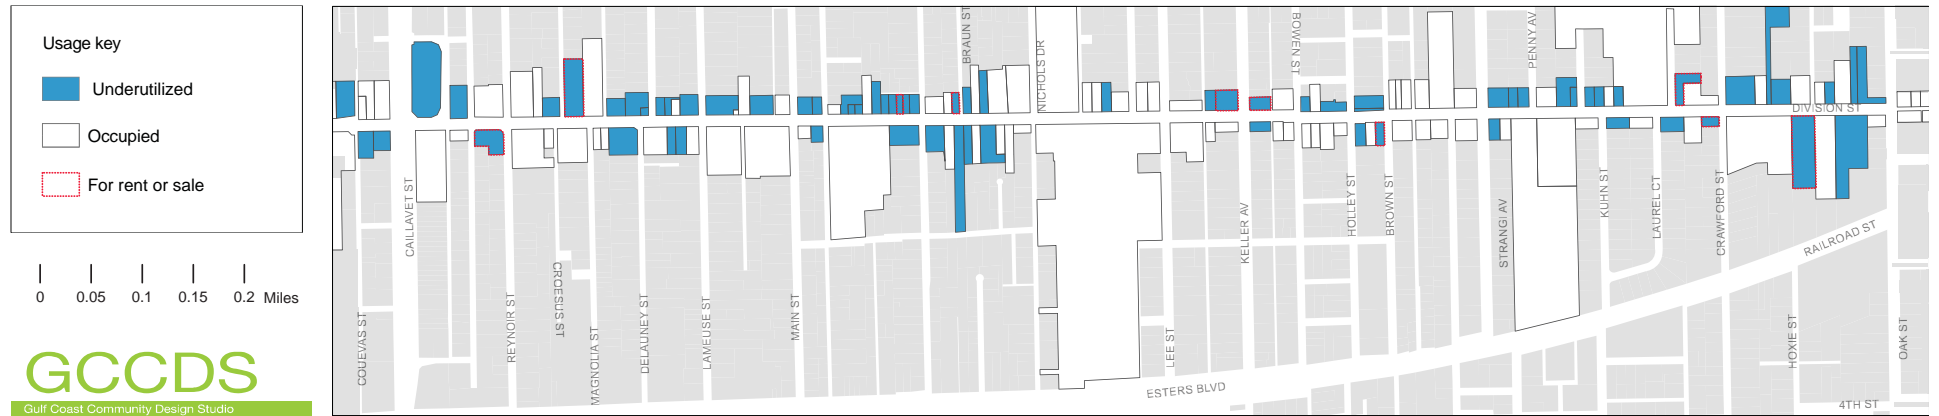 Usage key
Underutilized
Occupied
For rent or sale
0 0.05 0.1 0.15 0.2 Miles
GCCDS
Gulf Coast Community Design Studio
BRAUN ST
NICHOLS DR
BOWEN ST
PENNY AV
DIVISION ST
COUEVAS ST
CAILLAVET ST
REYNOIR ST
CROESUS ST
MAGNOLIA ST
DELAUNEY ST
LAMEUSE ST
MAIN ST
LEE ST
KELLER AV
HOLLEY ST
BROWN ST
STRANGI AV
KUHN ST
LAUREL CT
CRAWFORD ST
RAILROAD ST
HOXIE ST
OAK ST
ESTERS BLVD
4TH ST